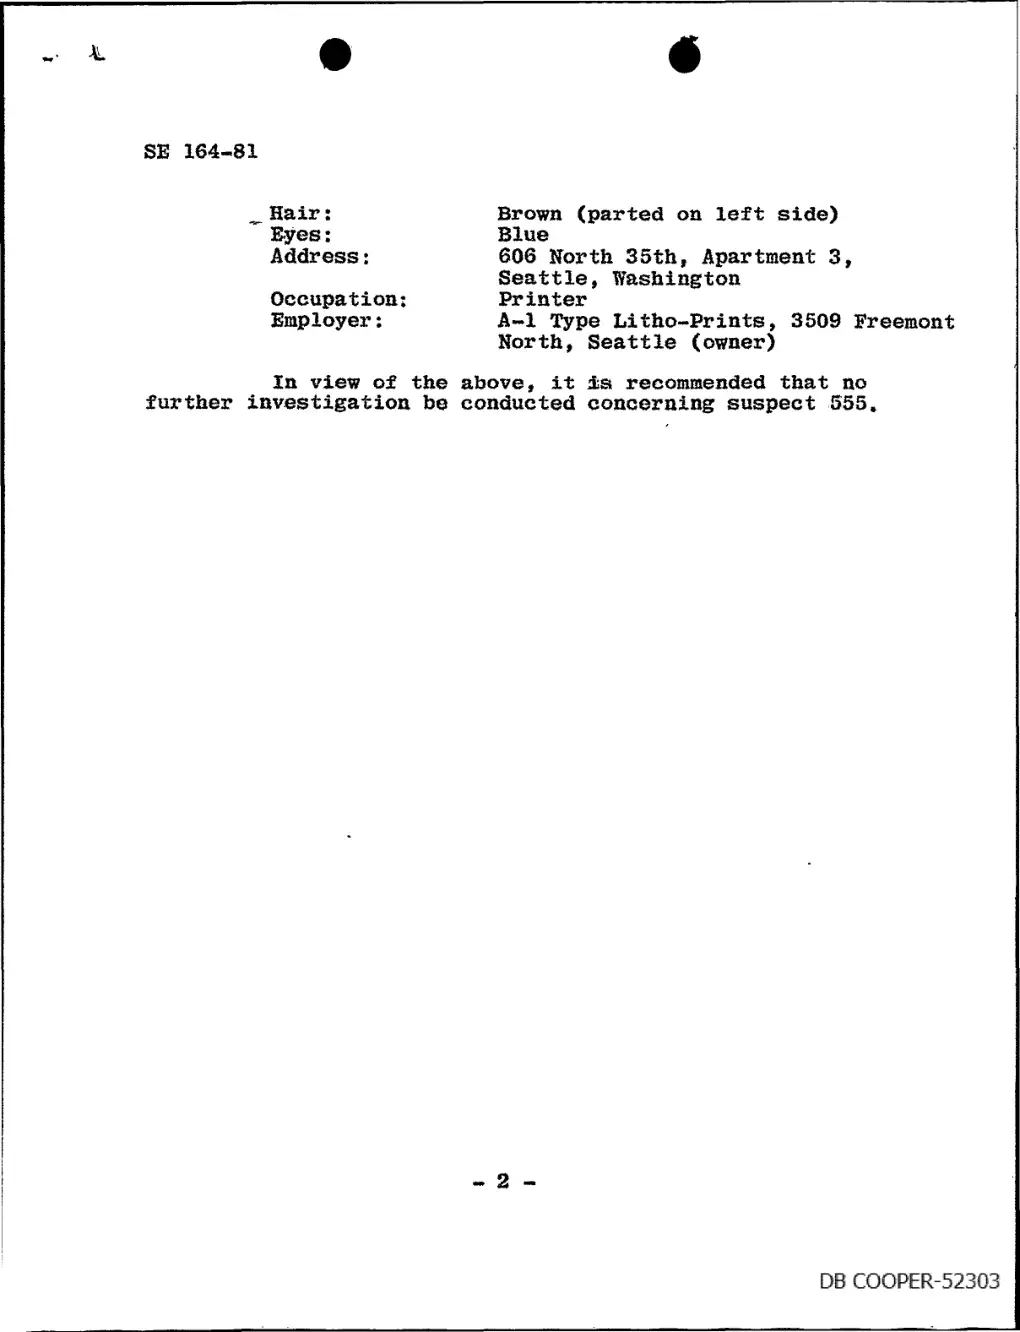 SE 164-81
Hair: Brown (parted on left side)
Eyes: Blue
Address: 606 North 35th, Apartment 3,
Seattle, Washington
Occupation: Printer
Employer: A-1 Type Litho-Prints, 3509 Freemont
North, Seattle (owner)
In view of the above, it is recommended that no
further investigation be conducted concerning suspect 555.
- 2 -
DB COOPER-52303